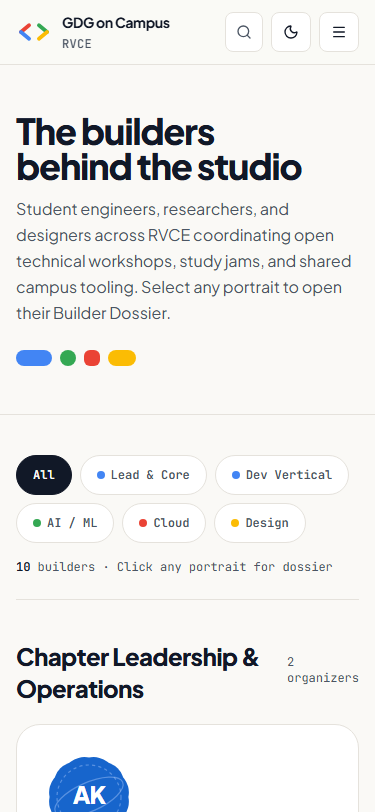 GDG on Campus
RVCE
The builders
behind the studio
Student engineers, researchers, and
designers across RVCE coordinating open
technical workshops, study jams, and shared
campus tooling. Select any portrait to open
their Builder Dossier.
All
Lead & Core
Dev Vertical
AI / ML
Cloud
Design
10 builders · Click any portrait for dossier
Chapter Leadership &
Operations
2
organizers
AK